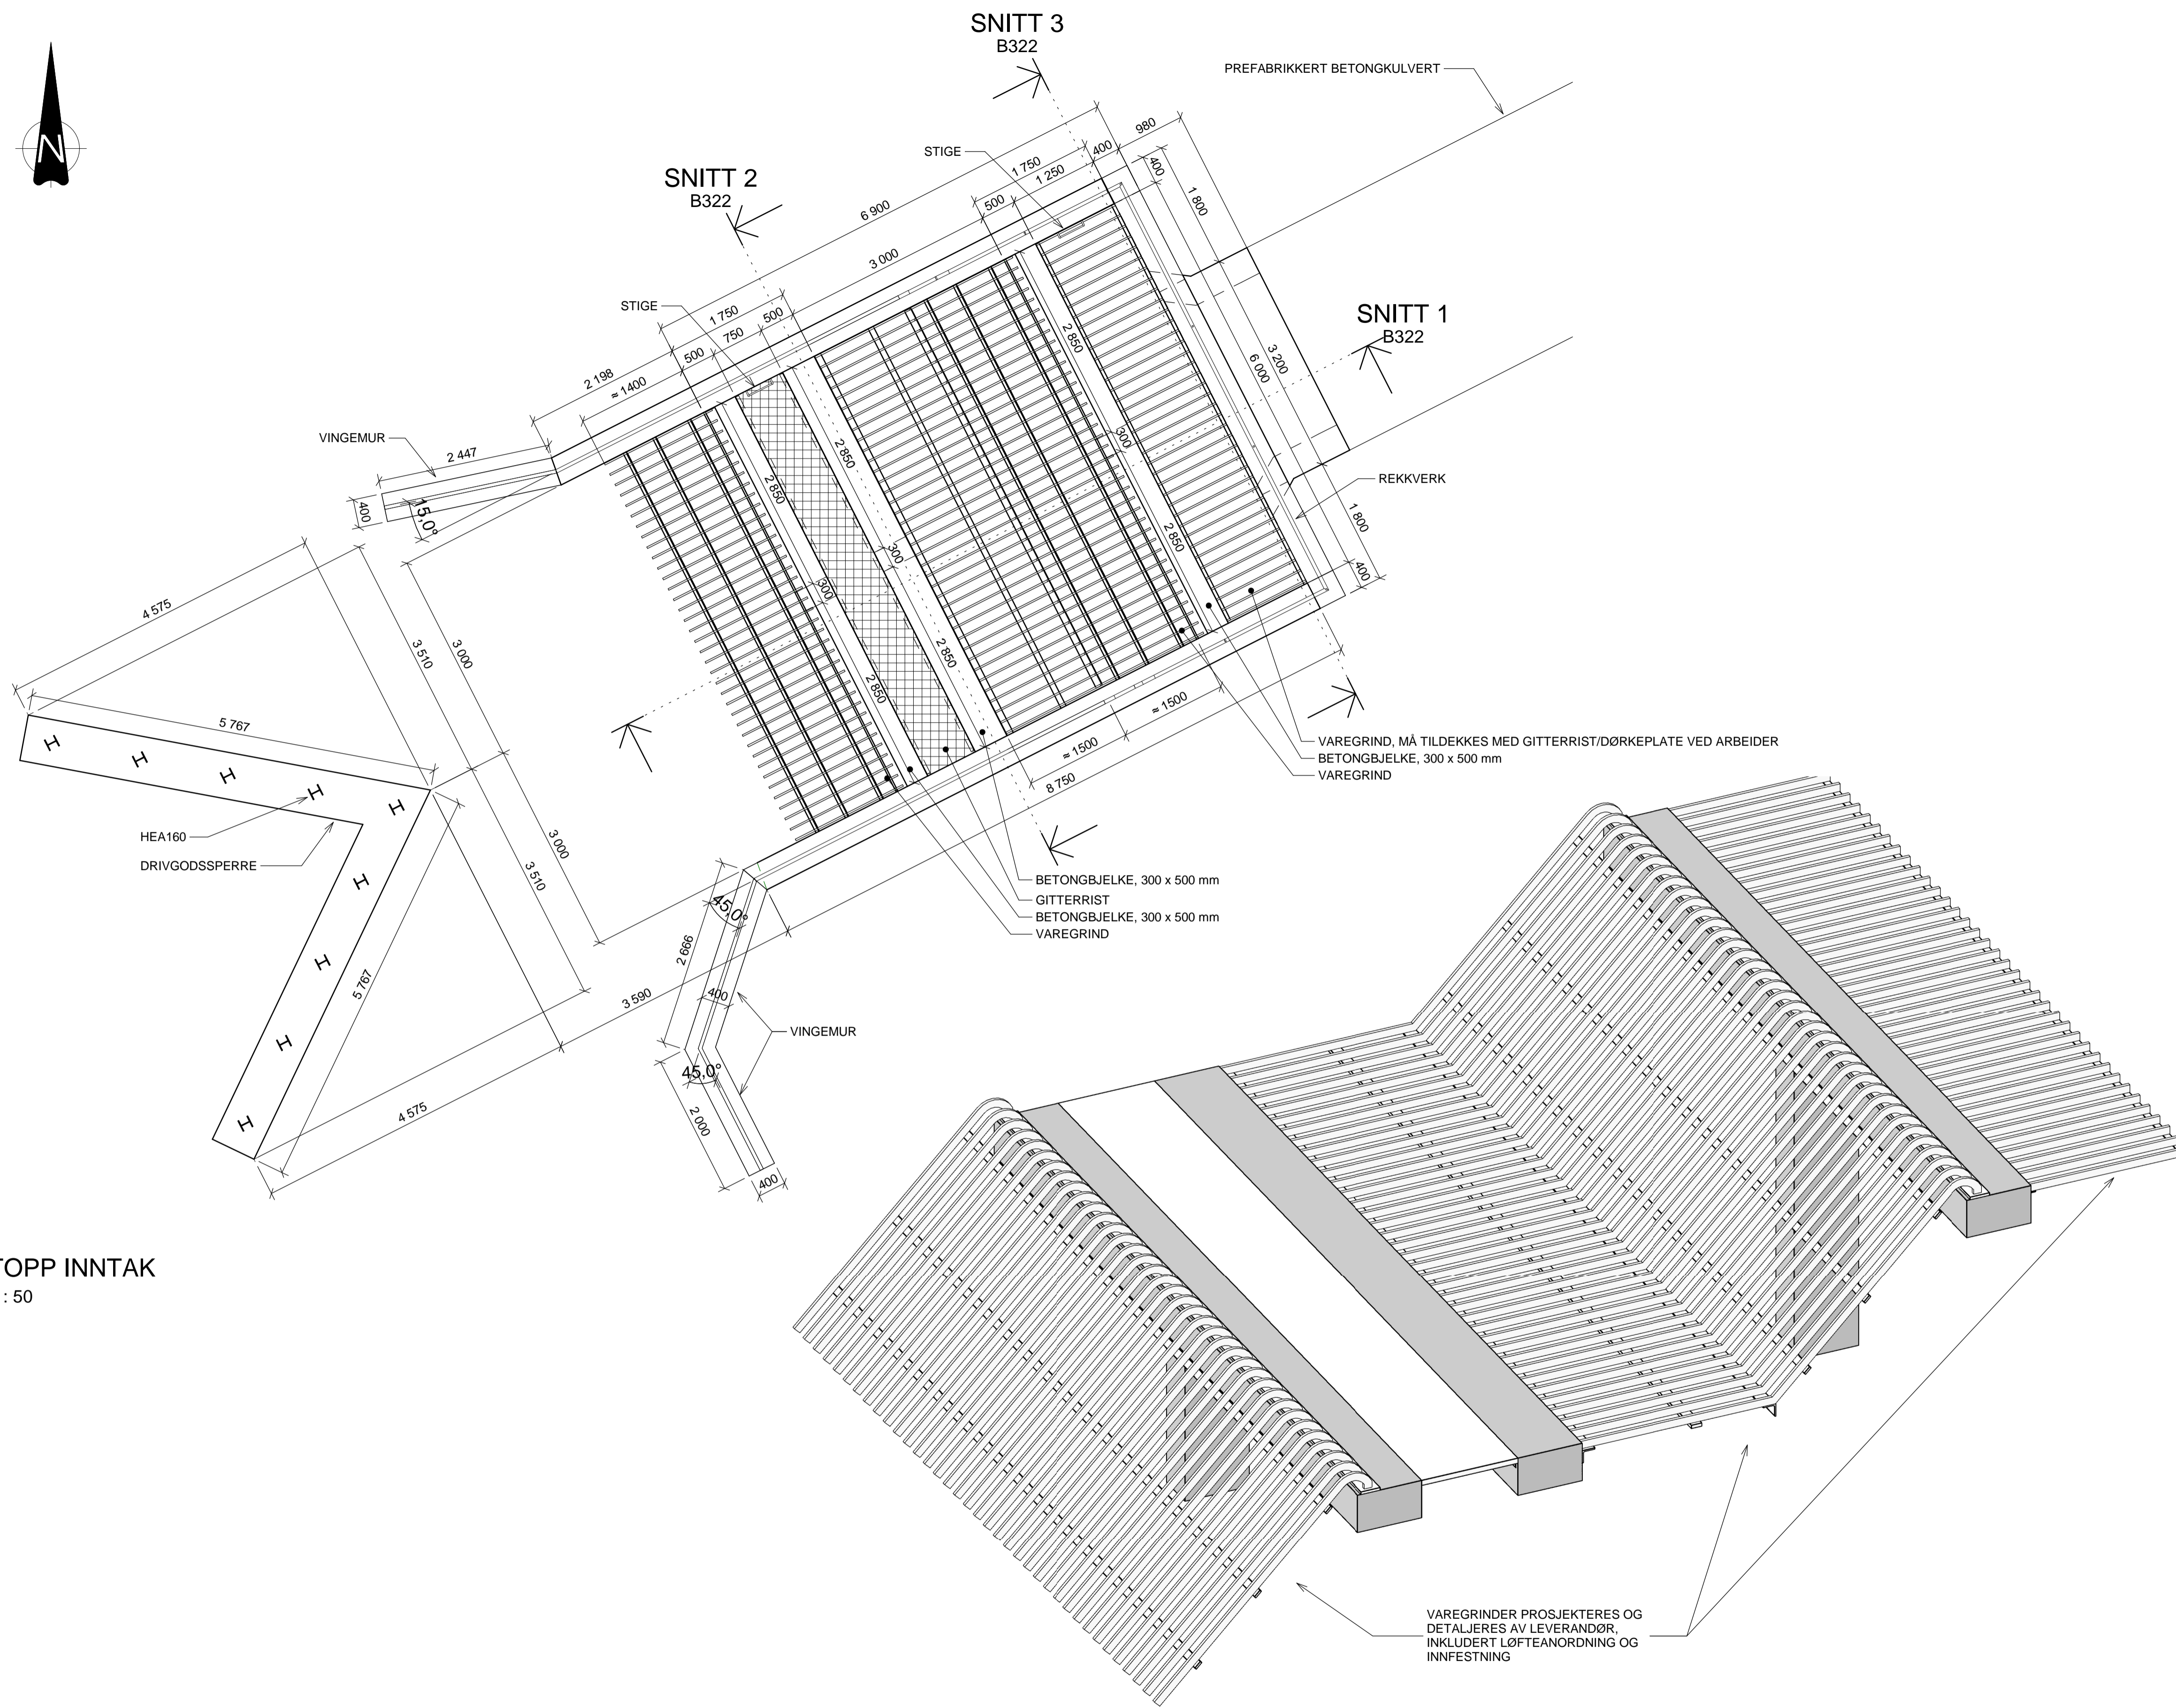 SNITT 3
B322
PREFABRIKKERT BETONGKULVERT
N
STIGE
980
400
1 750
1 250
500
400
1 800
SNITT 2
B322
6 900
3 000
STIGE
1 750
500
750
500
2 198
≈ 1400
SNITT 1
B322
2 850
3 200
6 000
VINGEMUR
2 447
400
15,0°
2 850
2 850
300
300
300
2 850
2 850
2 850
REKKVERK
1 800
400
4 575
3 510
3 000
5 767
≈ 1500
≈ 1500
8 750
VAREGRIND, MÅ TILDEKKES MED GITTERRIST/DØRKEPLATE VED ARBEIDER
BETONGBJELKE, 300 x 500 mm
VAREGRIND
HEA160
DRIVGODSSPERRE
3 000
3 510
BETONGBJELKE, 300 x 500 mm
GITTERRIST
BETONGBJELKE, 300 x 500 mm
VAREGRIND
45,0°
2 666
400
3 590
5 767
VINGEMUR
45,0°
2 000
400
4 575
TOPP INNTAK
: 50
VAREGRINDER PROSJEKTERES OG
DETALJERES AV LEVERANDØR,
INKLUDERT LØFTEANORDNING OG
INNFESTNING